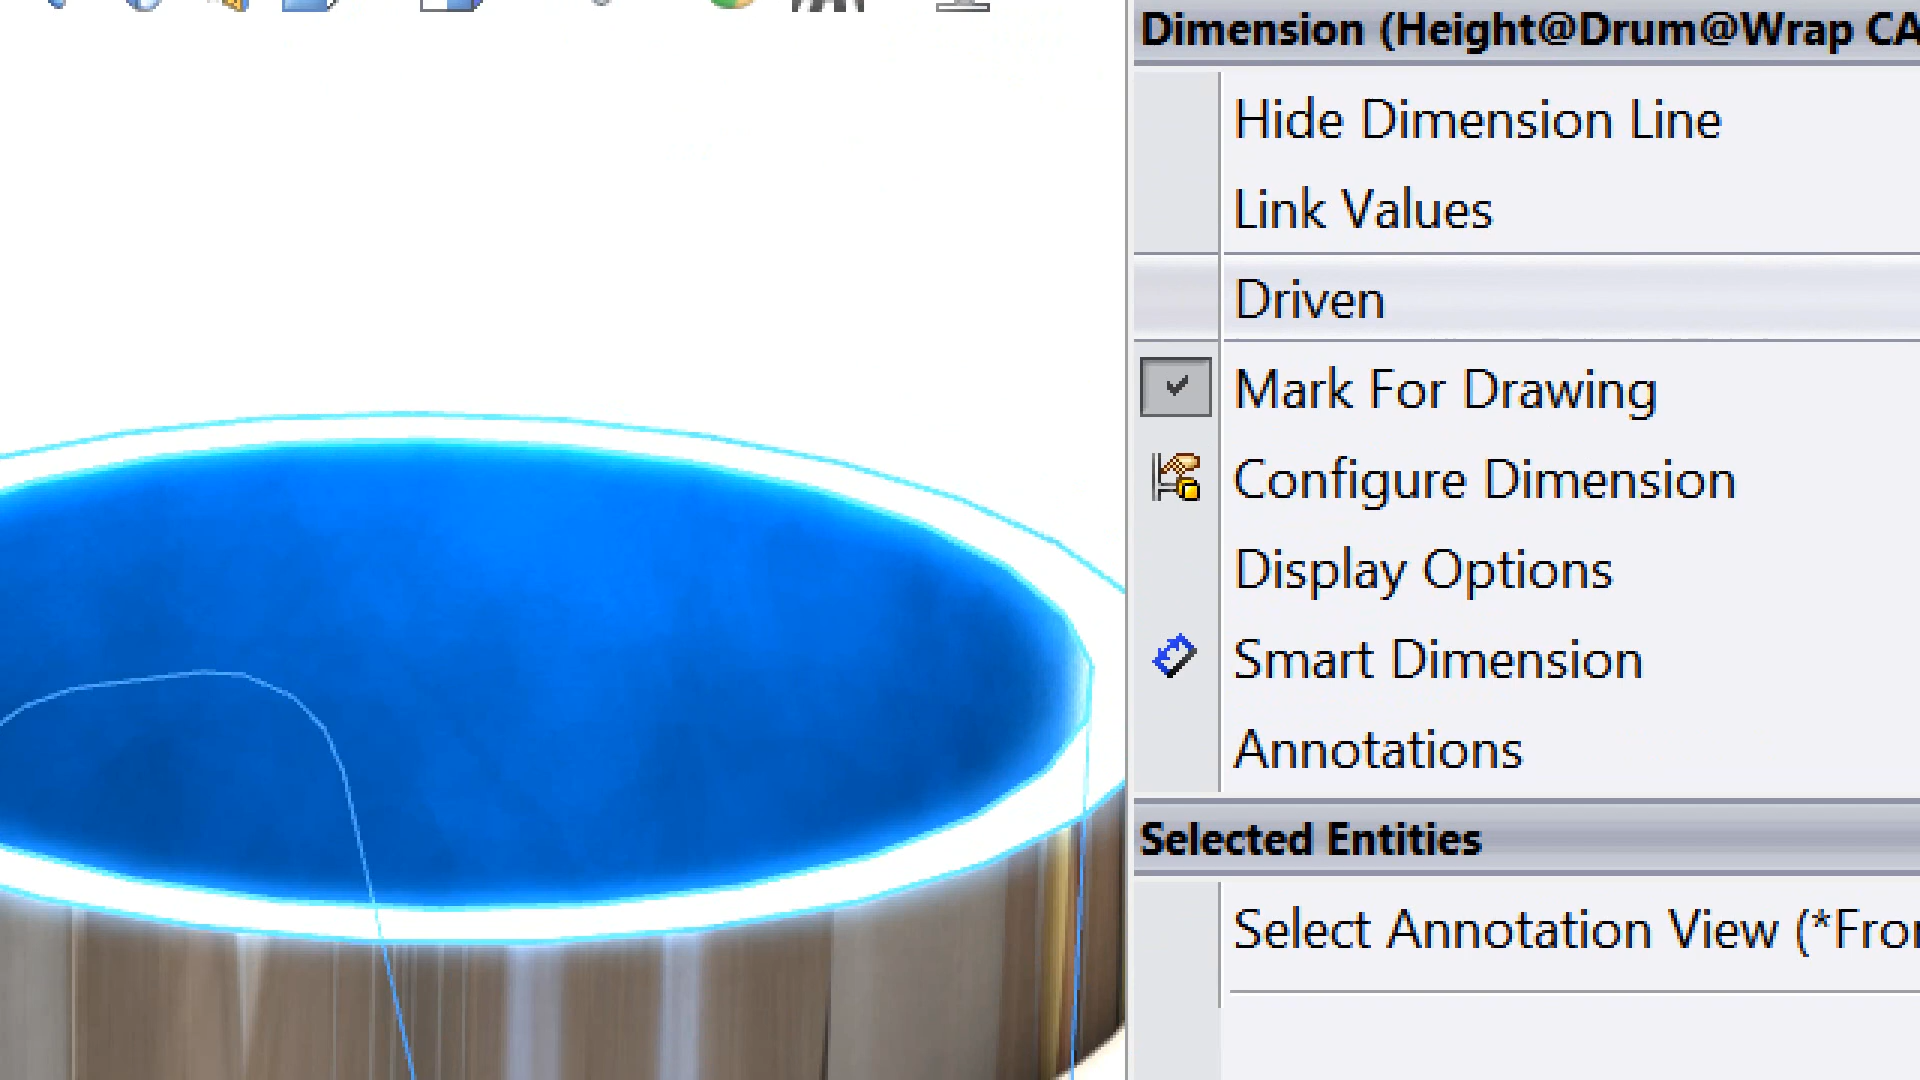 Dimension (Height@Drum@Wrap CA
Hide Dimension Line
Link Values
Driven
Mark For Drawing
Configure Dimension
Display Options
Smart Dimension
Annotations
Selected Entities
Select Annotation View (*Fron